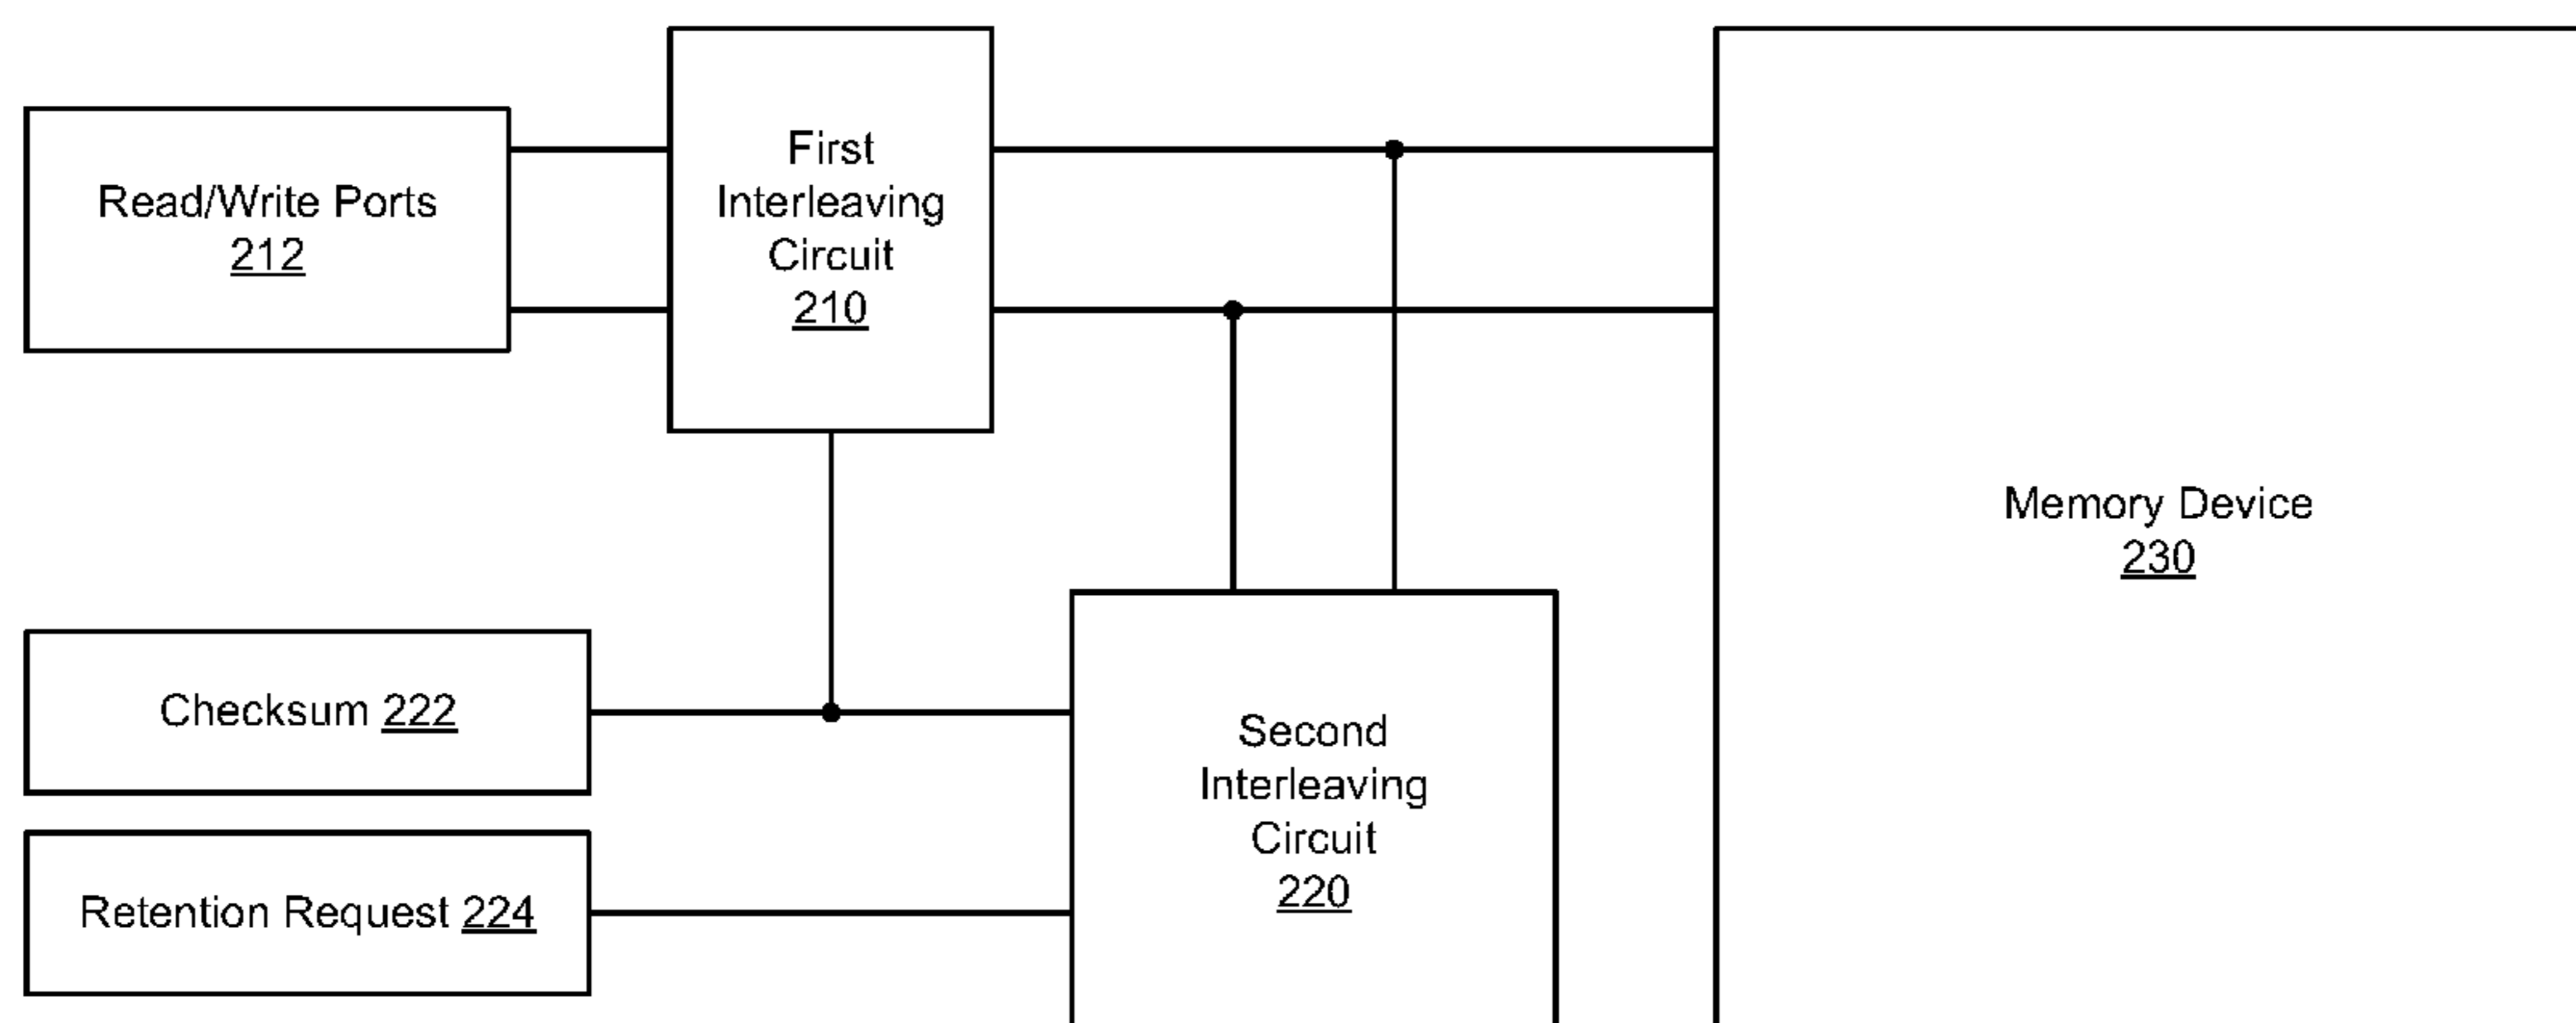 Read/Write Ports
212
First
Interleaving
Circuit
210
Memory Device
230
Checksum 222
Retention Request 224
Second
Interleaving
Circuit
220